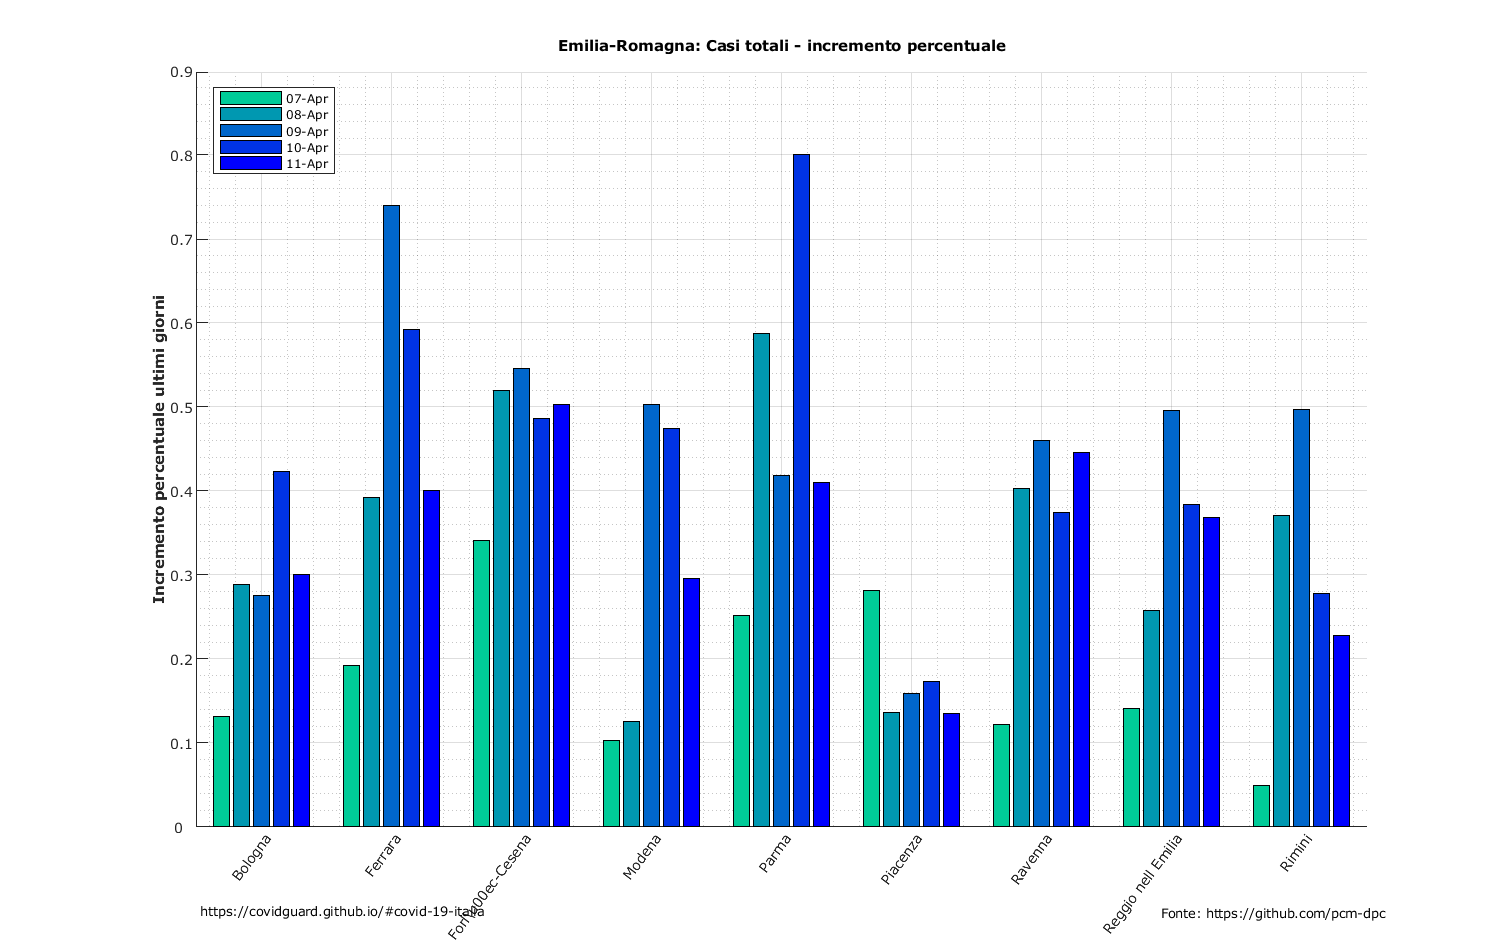 Emilia-Romagna: Casi totali - incremento percentuale
Incremento percentuale ultimi giorni
0.9
0.8
0.7
0.6
0.5
0.4
0.3
0.2
0.1
0
07-Apr
08-Apr
09-Apr
10-Apr
11-Apr
Bologna
Ferrara
Forl\u00ec-Cesena
Modena
Parma
Piacenza
Ravenna
Reggio nell Emilia
Rimini
https://covidguard.github.io/#covid-19-italia
Fonte: https://github.com/pcm-dpc